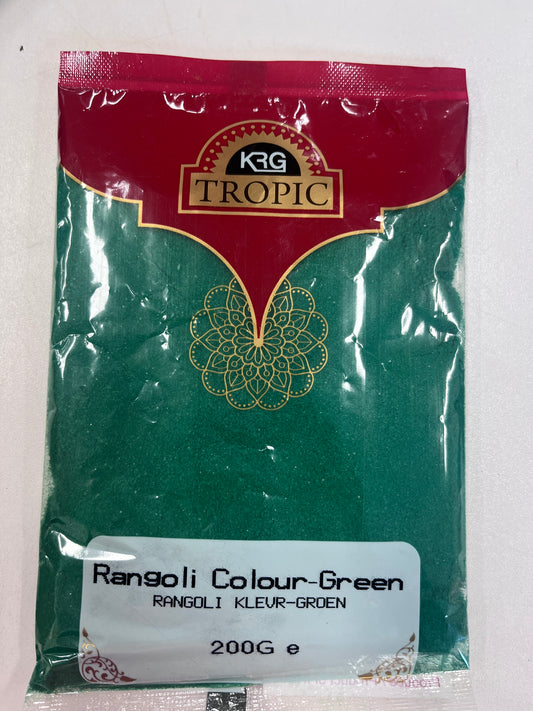 KRG
TROPIC
Rangoli Colour-Green
RANGOLI KLEUR-GROEN
200G e